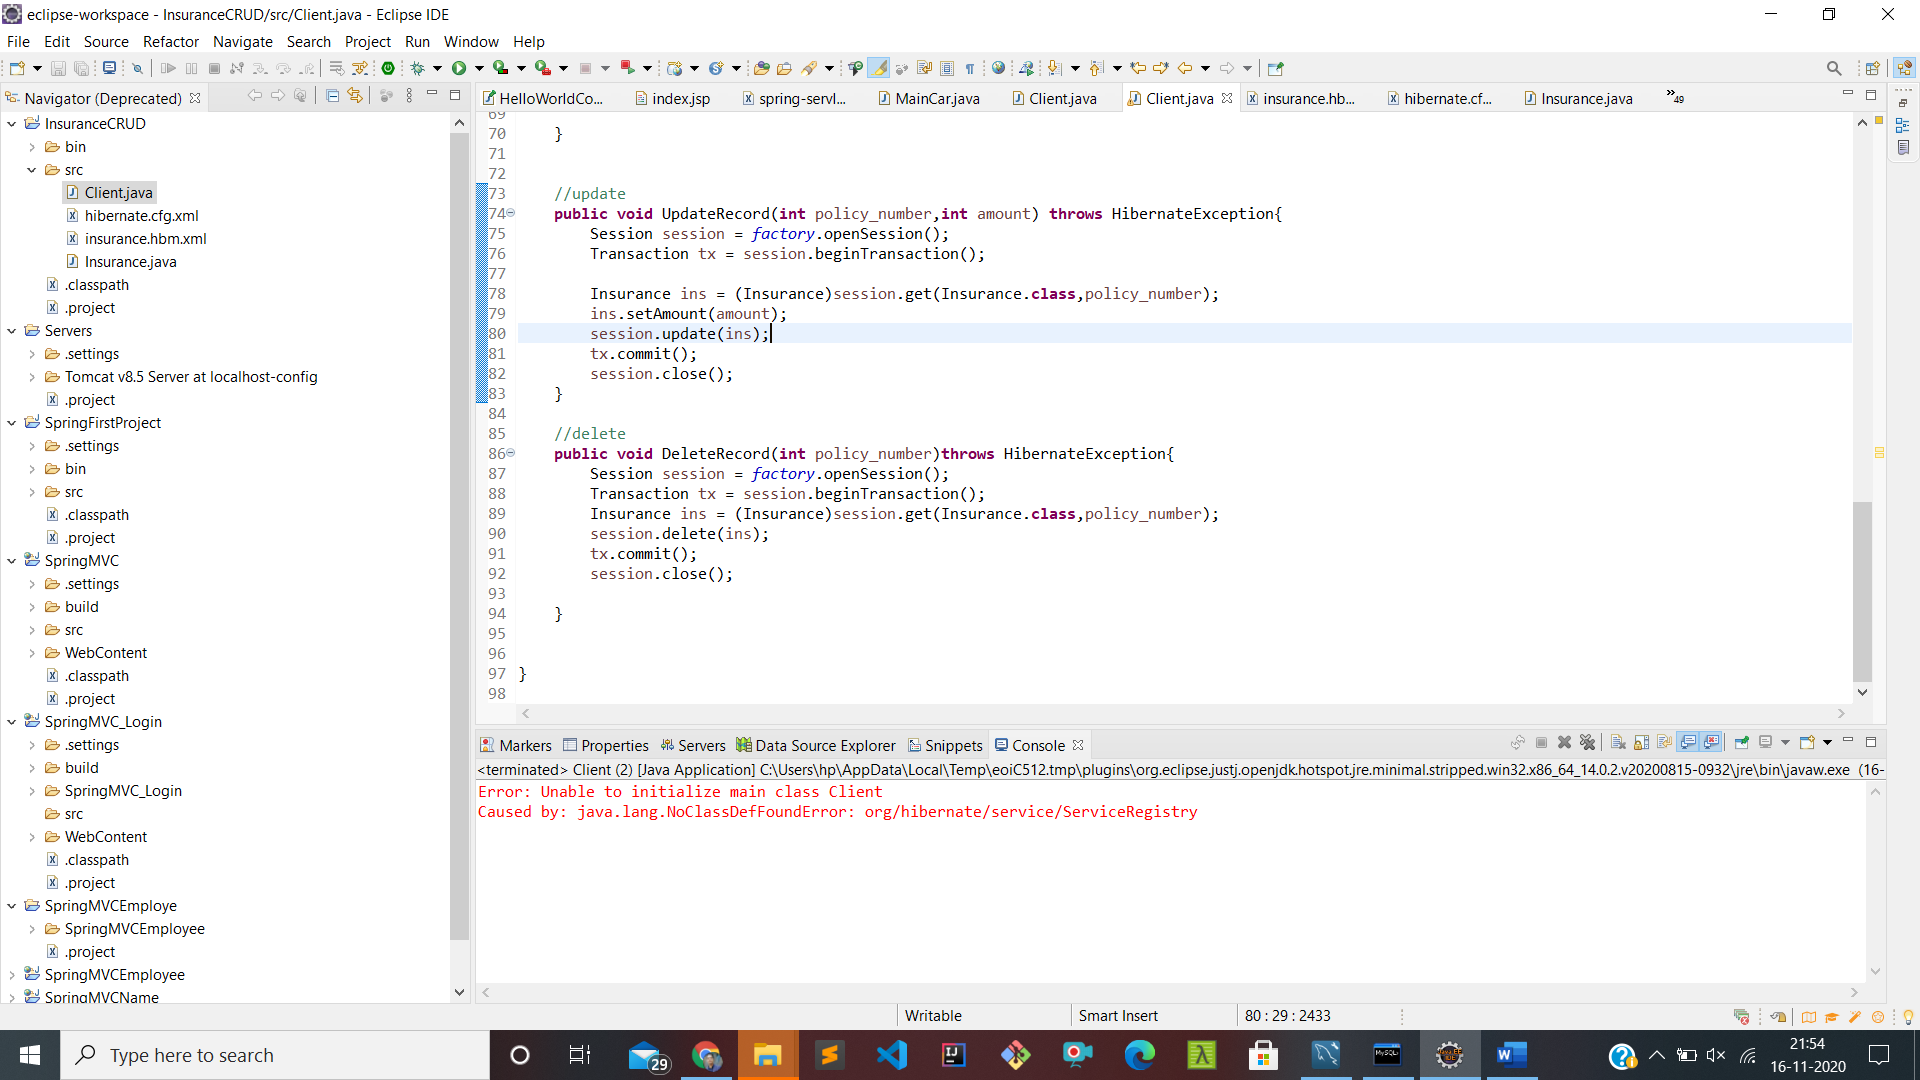 eclipse-workspace - InsuranceCRUD/src/Client.java - Eclipse IDE
File Edit Source Refactor Navigate Search Project Run Window Help
Navigator (Deprecated)
HelloWorldCo... index.jsp spring-servl... MainCar.java Client.java Client.java insurance.hb... hibernate.cf... Insurance.java »49
InsuranceCRUD
bin
src
Client.java
hibernate.cfg.xml
insurance.hbm.xml
Insurance.java
.classpath
.project
Servers
.settings
Tomcat v8.5 Server at localhost-config
.project
SpringFirstProject
.settings
bin
src
.classpath
.project
SpringMVC
.settings
build
src
WebContent
.classpath
.project
SpringMVC_Login
.settings
build
SpringMVC_Login
src
WebContent
.classpath
.project
SpringMVCEmploye
SpringMVCEmployee
.project
SpringMVCEmployee
SpringMVCName
69
70 }
71
72
73 //update
74 public void UpdateRecord(int policy_number,int amount) throws HibernateException{
75 Session session = factory.openSession();
76 Transaction tx = session.beginTransaction();
77
78 Insurance ins = (Insurance)session.get(Insurance.class,policy_number);
79 ins.setAmount(amount);
80 session.update(ins);
81 tx.commit();
82 session.close();
83 }
84
85 //delete
86 public void DeleteRecord(int policy_number)throws HibernateException{
87 Session session = factory.openSession();
88 Transaction tx = session.beginTransaction();
89 Insurance ins = (Insurance)session.get(Insurance.class,policy_number);
90 session.delete(ins);
91 tx.commit();
92 session.close();
93
94 }
95
96
97 }
98
Markers Properties Servers Data Source Explorer Snippets Console
<terminated> Client (2) [Java Application] C:\Users\hp\AppData\Local\Temp\eoiC512.tmp\plugins\org.eclipse.justj.openjdk.hotspot.jre.minimal.stripped.win32.x86_64_14.0.2.v20200815-0932\jre\bin\javaw.exe (16-
Error: Unable to initialize main class Client
Caused by: java.lang.NoClassDefFoundError: org/hibernate/service/ServiceRegistry
Writable Smart Insert 80 : 29 : 2433
Type here to search
29
21:54
16-11-2020